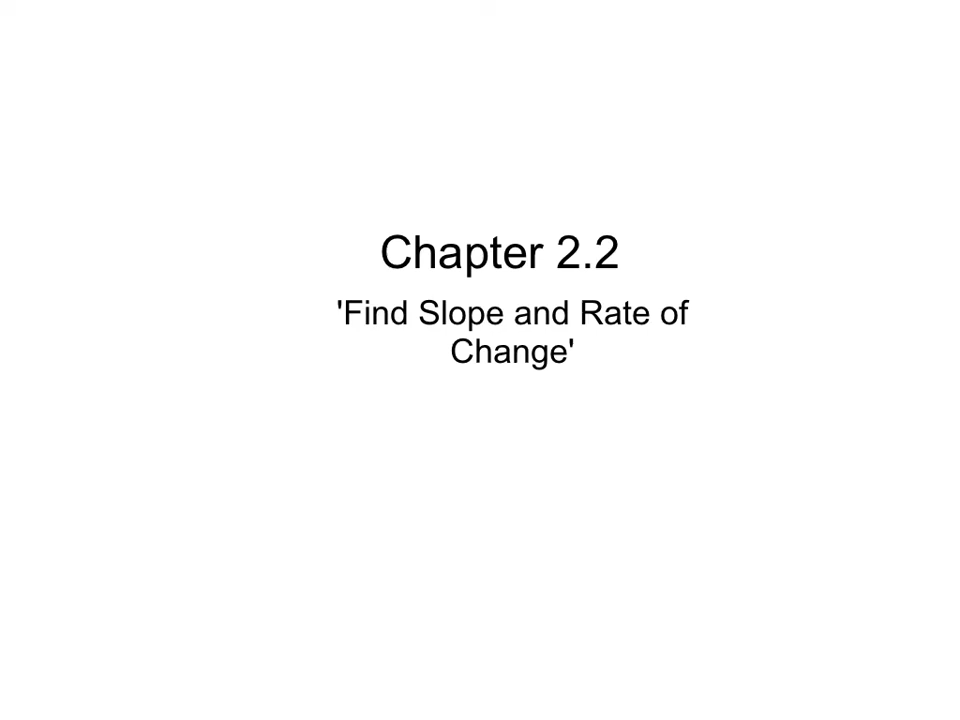 Chapter 2.2
'Find Slope and Rate of
Change'